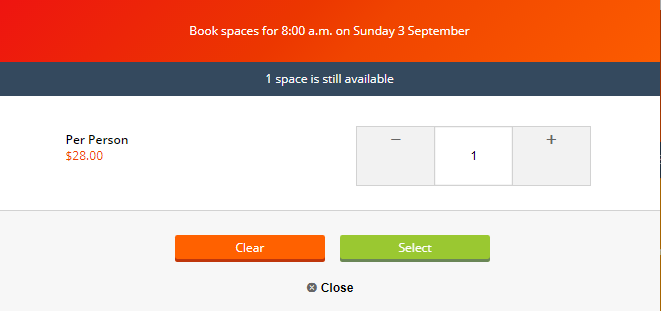 Book spaces for 8:00 a.m. on Sunday 3 September
1 space is still available
Per Person
$28.00
− 1 +
Clear
Select
Close